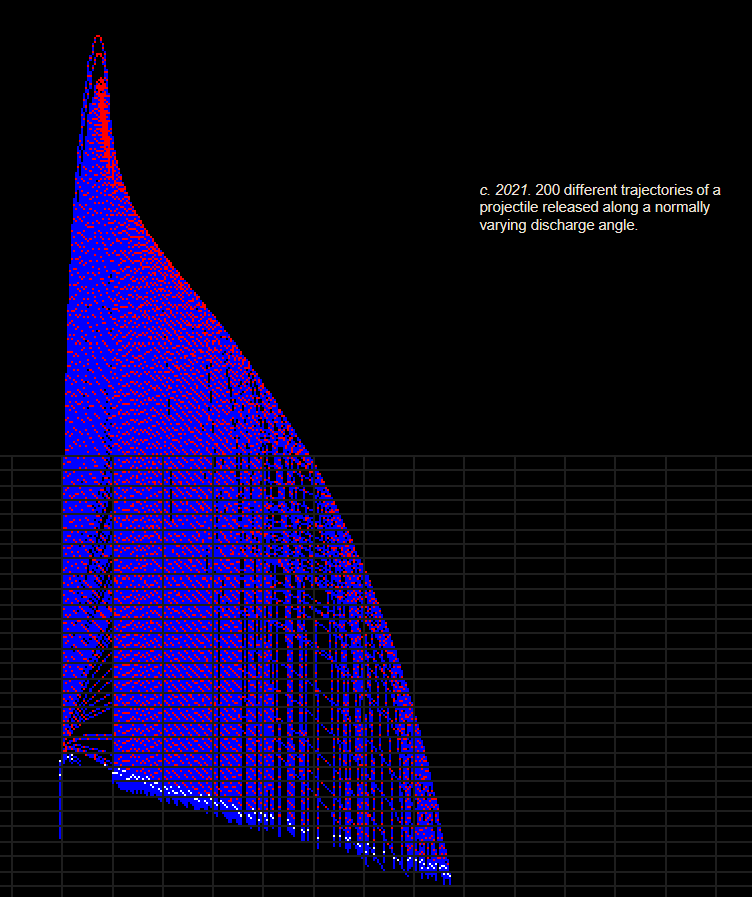 c. 2021. 200 different trajectories of a
projectile released along a normally
varying discharge angle.